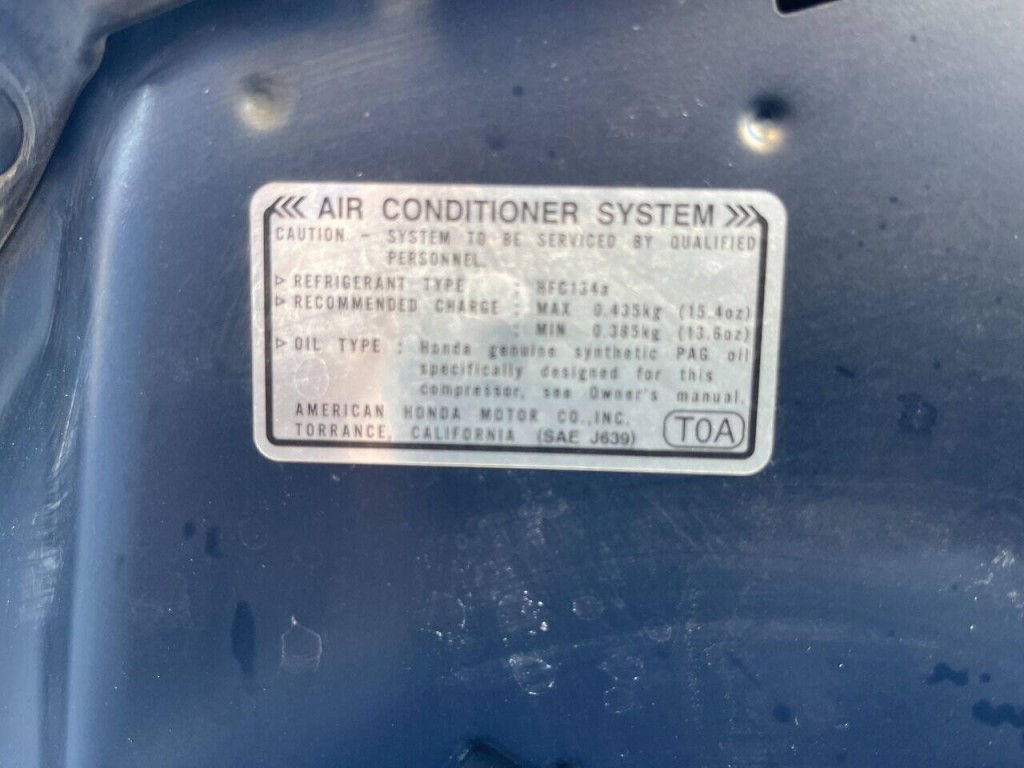 AIR CONDITIONER SYSTEM
CAUTION - SYSTEM TO BE SERVICED BY QUALIFIED
PERSONNEL.
REFRIGERANT TYPE : HFC134a
RECOMMENDED CHARGE : MAX 0.435kg (15.4oz)
: MIN 0.385kg (13.6oz)
OIL TYPE : Honda genuine synthetic PAG oil
specifically designed for this
compressor, see Owner's manual.
AMERICAN HONDA MOTOR CO.,INC.
TORRANCE, CALIFORNIA (SAE J639) T0A